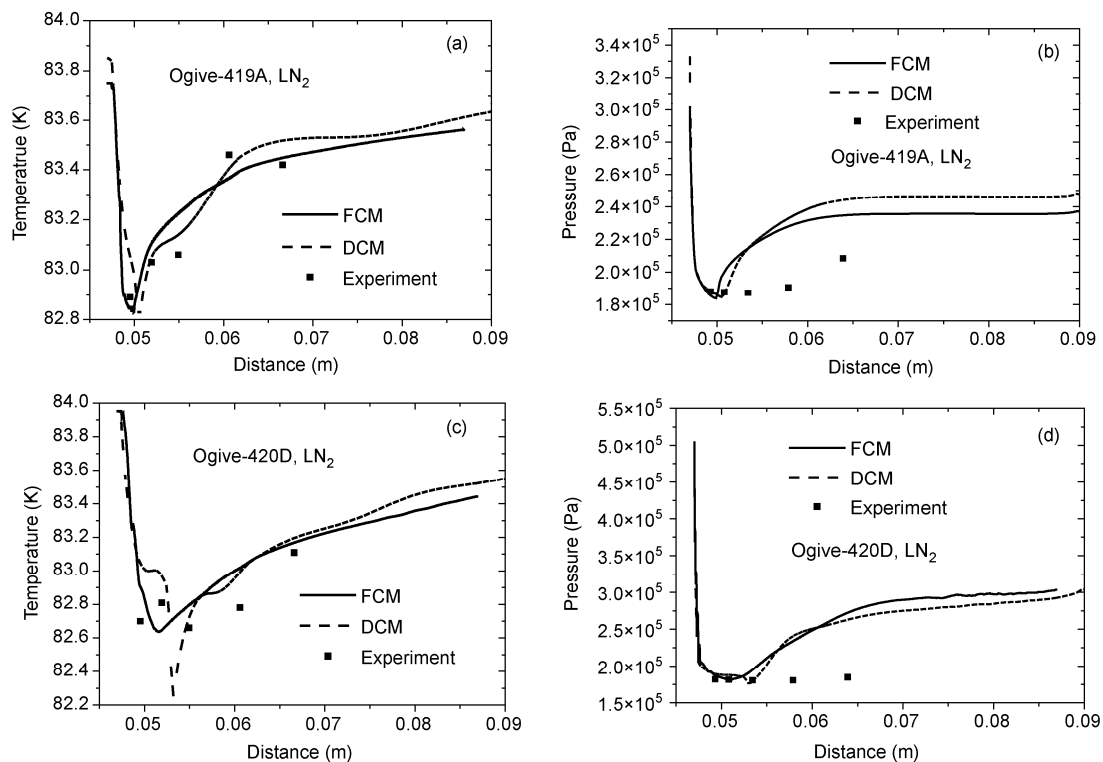 (a)
Ogive-419A, LN2
84.0
83.8
83.6
83.4
83.2
83.0
82.8
Temperatrue (K)
FCM
DCM
Experiment
0.05 0.06 0.07 0.08 0.09
Distance (m)
(b)
3.4×10^5
3.2×10^5
3.0×10^5
2.8×10^5
2.6×10^5
2.4×10^5
2.2×10^5
2.0×10^5
1.8×10^5
Pressure (Pa)
FCM
DCM
Experiment
Ogive-419A, LN2
0.05 0.06 0.07 0.08 0.09
Distance (m)
(c)
Ogive-420D, LN2
84.0
83.8
83.6
83.4
83.2
83.0
82.8
82.6
82.4
82.2
Temperature (K)
FCM
DCM
Experiment
0.05 0.06 0.07 0.08 0.09
Distance (m)
(d)
5.5×10^5
5.0×10^5
4.5×10^5
4.0×10^5
3.5×10^5
3.0×10^5
2.5×10^5
2.0×10^5
1.5×10^5
Pressure (Pa)
FCM
DCM
Experiment
Ogive-420D, LN2
0.05 0.06 0.07 0.08 0.09
Distance (m)